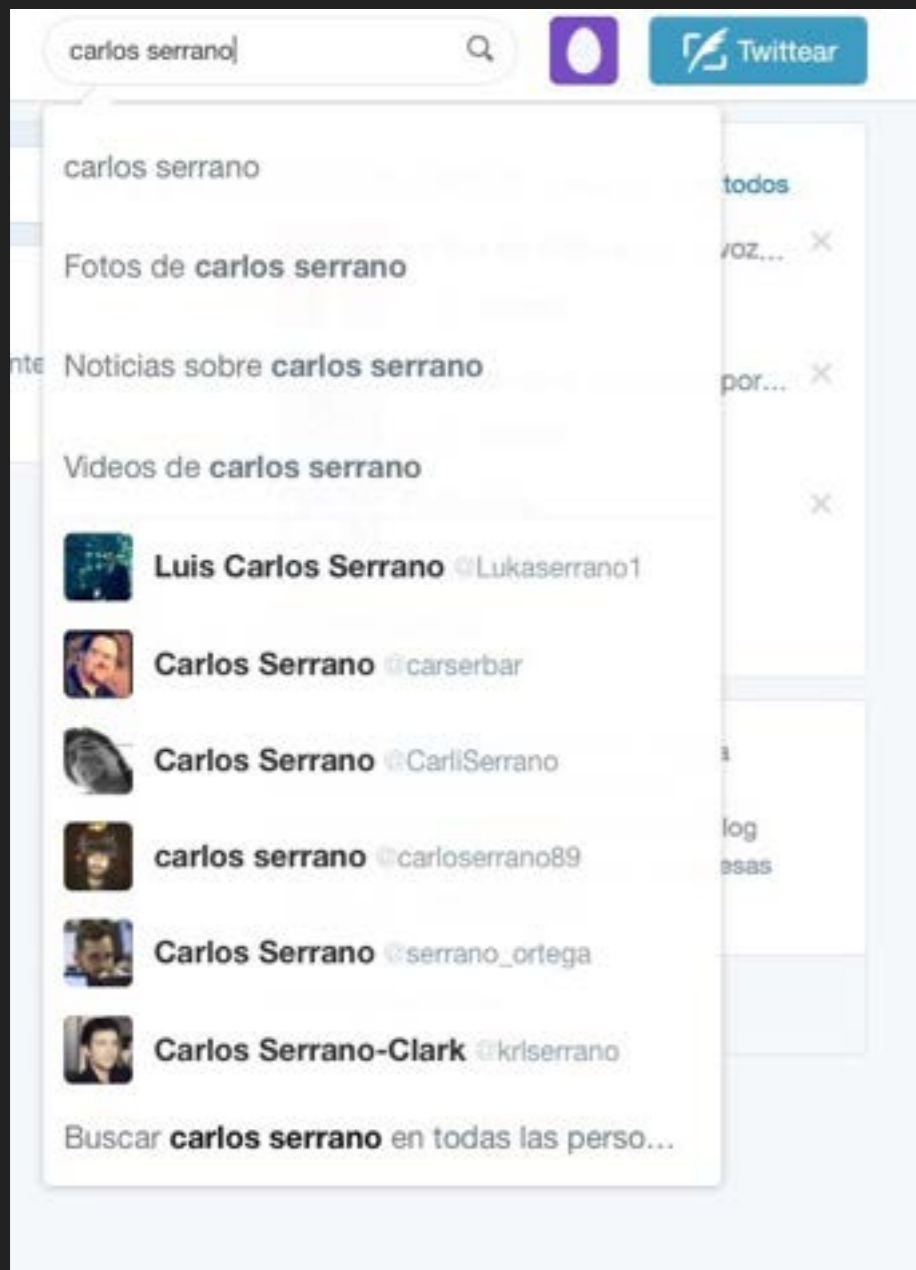 carlos serrano
Twittear
carlos serrano
todos
Fotos de carlos serrano
voz...
Noticias sobre carlos serrano
por...
Videos de carlos serrano
Luis Carlos Serrano @Lukaserrano1
Carlos Serrano @carserbar
Carlos Serrano @CarliSerrano
carlos serrano @carloserrano89
log
esas
Carlos Serrano @serrano_ortega
Carlos Serrano-Clark @krlserrano
Buscar carlos serrano en todas las perso...